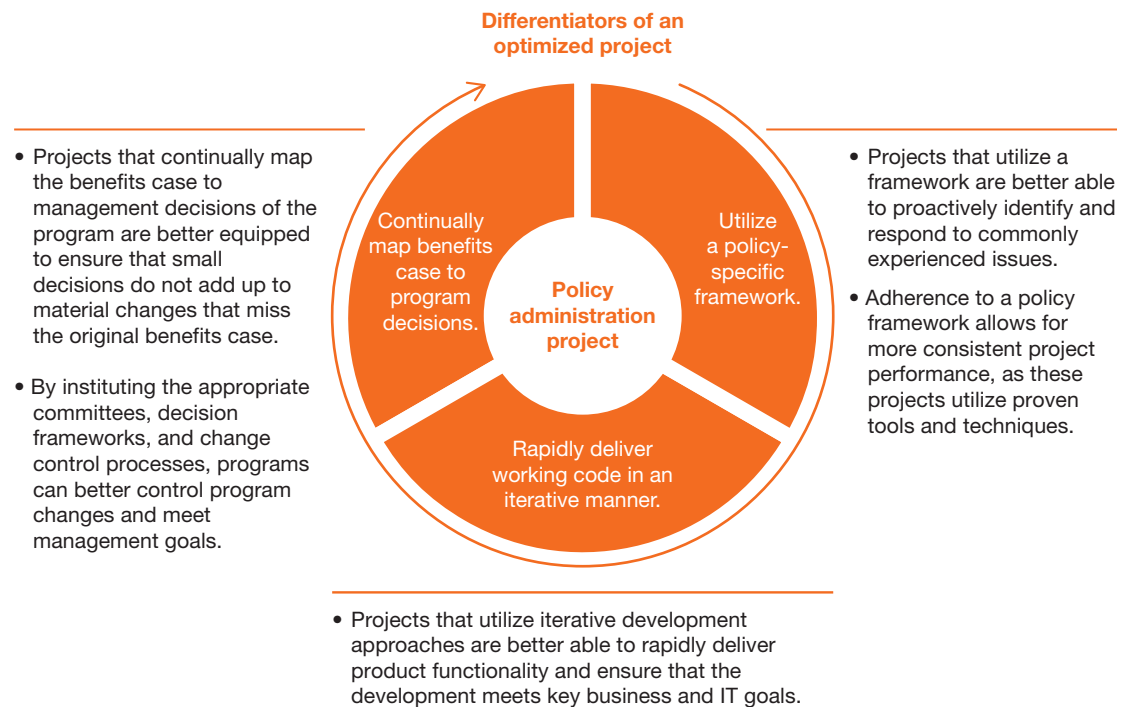 Differentiators of an
optimized project
• Projects that continually map
the benefits case to
management decisions of the
program are better equipped
to ensure that small
decisions do not add up to
material changes that miss
the original benefits case.
• By instituting the appropriate
committees, decision
frameworks, and change
control processes, programs
can better control program
changes and meet
management goals.
Continually
map benefits
case to
program
decisions.
Policy
administration
project
Utilize
a policy-
specific
framework.
Rapidly deliver
working code in an
iterative manner.
• Projects that utilize a
framework are better able
to proactively identify and
respond to commonly
experienced issues.
• Adherence to a policy
framework allows for
more consistent project
performance, as these
projects utilize proven
tools and techniques.
• Projects that utilize iterative development
approaches are better able to rapidly deliver
product functionality and ensure that the
development meets key business and IT goals.